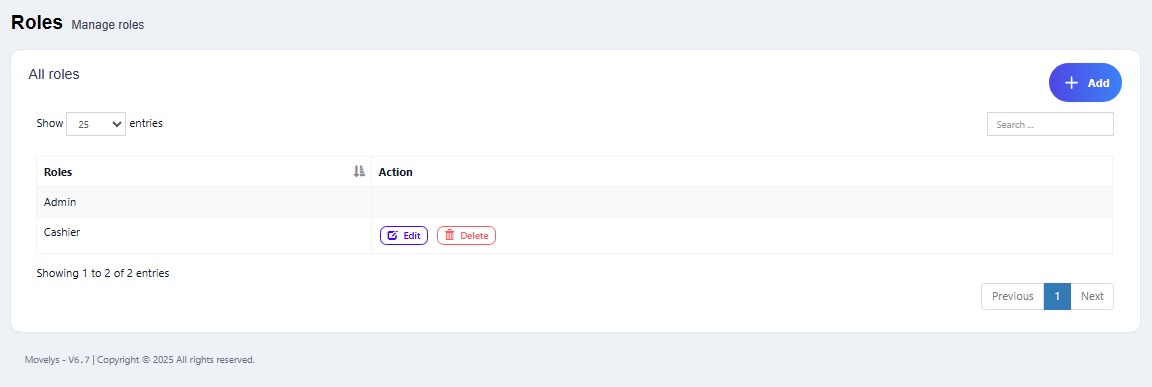 Roles Manage roles
All roles
+ Add
Show 25 entries
Search ...
Roles Action
Admin
Cashier Edit Delete
Showing 1 to 2 of 2 entries
Previous 1 Next
Movelys - V6.7 | Copyright © 2025 All rights reserved.